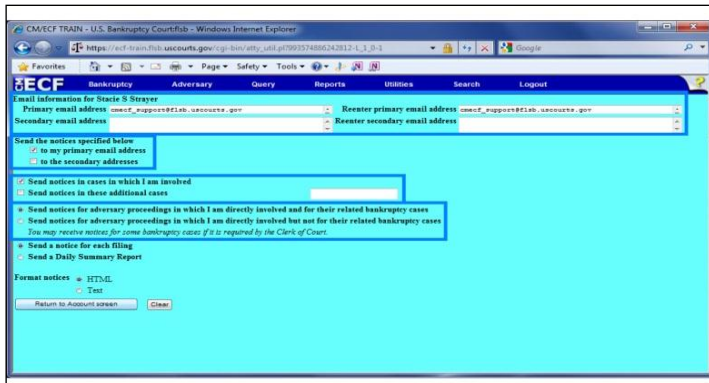 CM/ECF TRAIN - U.S. Bankruptcy Court:flsb - Windows Internet Explorer
https://ecf-train.flsb.uscourts.gov/cgi-bin/atty_util.pl?993574886242812-L_1_0-1
Google
Favorites Page Safety Tools
ECF Bankruptcy Adversary Query Reports Utilities Search Logout ?
Email information for Stacie S Strayer
Primary email address cmecf_support@flsb.uscourts.gov Reenter primary email address cmecf_support@flsb.uscourts.gov
Secondary email address Reenter secondary email address
Send the notices specified below
to my primary email address
to the secondary addresses
Send notices in cases in which I am involved
Send notices in these additional cases
Send notices for adversary proceedings in which I am directly involved and for their related bankruptcy cases
Send notices for adversary proceedings in which I am directly involved but not for their related bankruptcy cases
You may receive notices for some bankruptcy cases if it is required by the Clerk of Court.
Send a notice for each filing
Send a Daily Summary Report
Format notices HTML
Text
Return to Account screen Clear